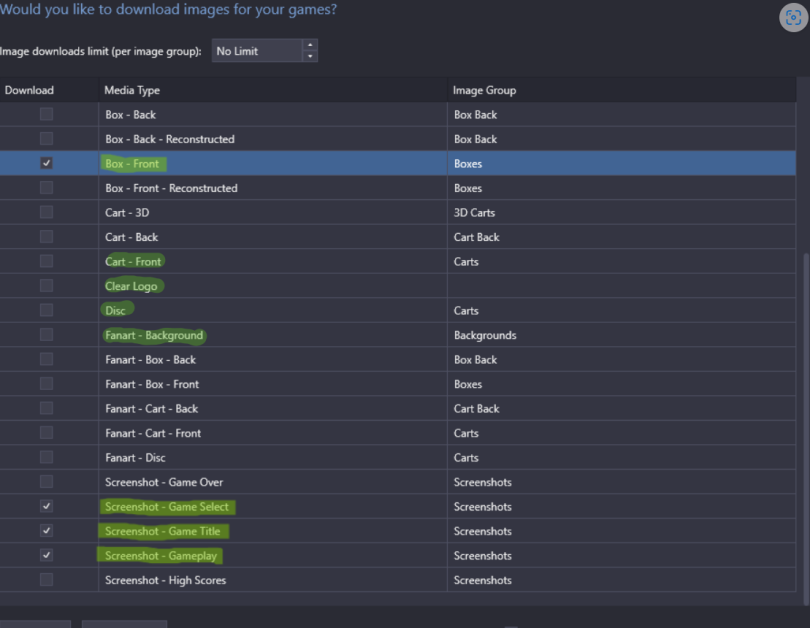 Would you like to download images for your games?
Image downloads limit (per image group): No Limit
Download Media Type Image Group
Box - Back Box Back
Box - Back - Reconstructed Box Back
Box - Front Boxes
Box - Front - Reconstructed Boxes
Cart - 3D 3D Carts
Cart - Back Cart Back
Cart - Front Carts
Clear Logo
Disc Carts
Fanart - Background Backgrounds
Fanart - Box - Back Box Back
Fanart - Box - Front Boxes
Fanart - Cart - Back Cart Back
Fanart - Cart - Front Carts
Fanart - Disc Carts
Screenshot - Game Over Screenshots
Screenshot - Game Select Screenshots
Screenshot - Game Title Screenshots
Screenshot - Gameplay Screenshots
Screenshot - High Scores Screenshots